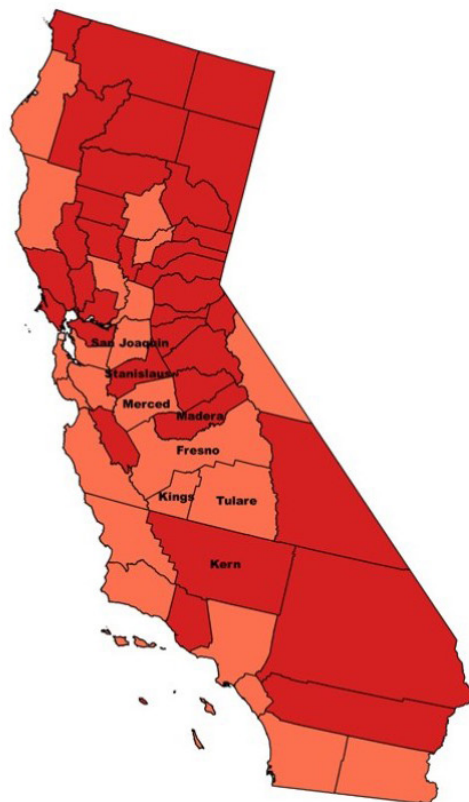 San Joaquin
Stanislaus
Merced
Madera
Fresno
Kings
Tulare
Kern